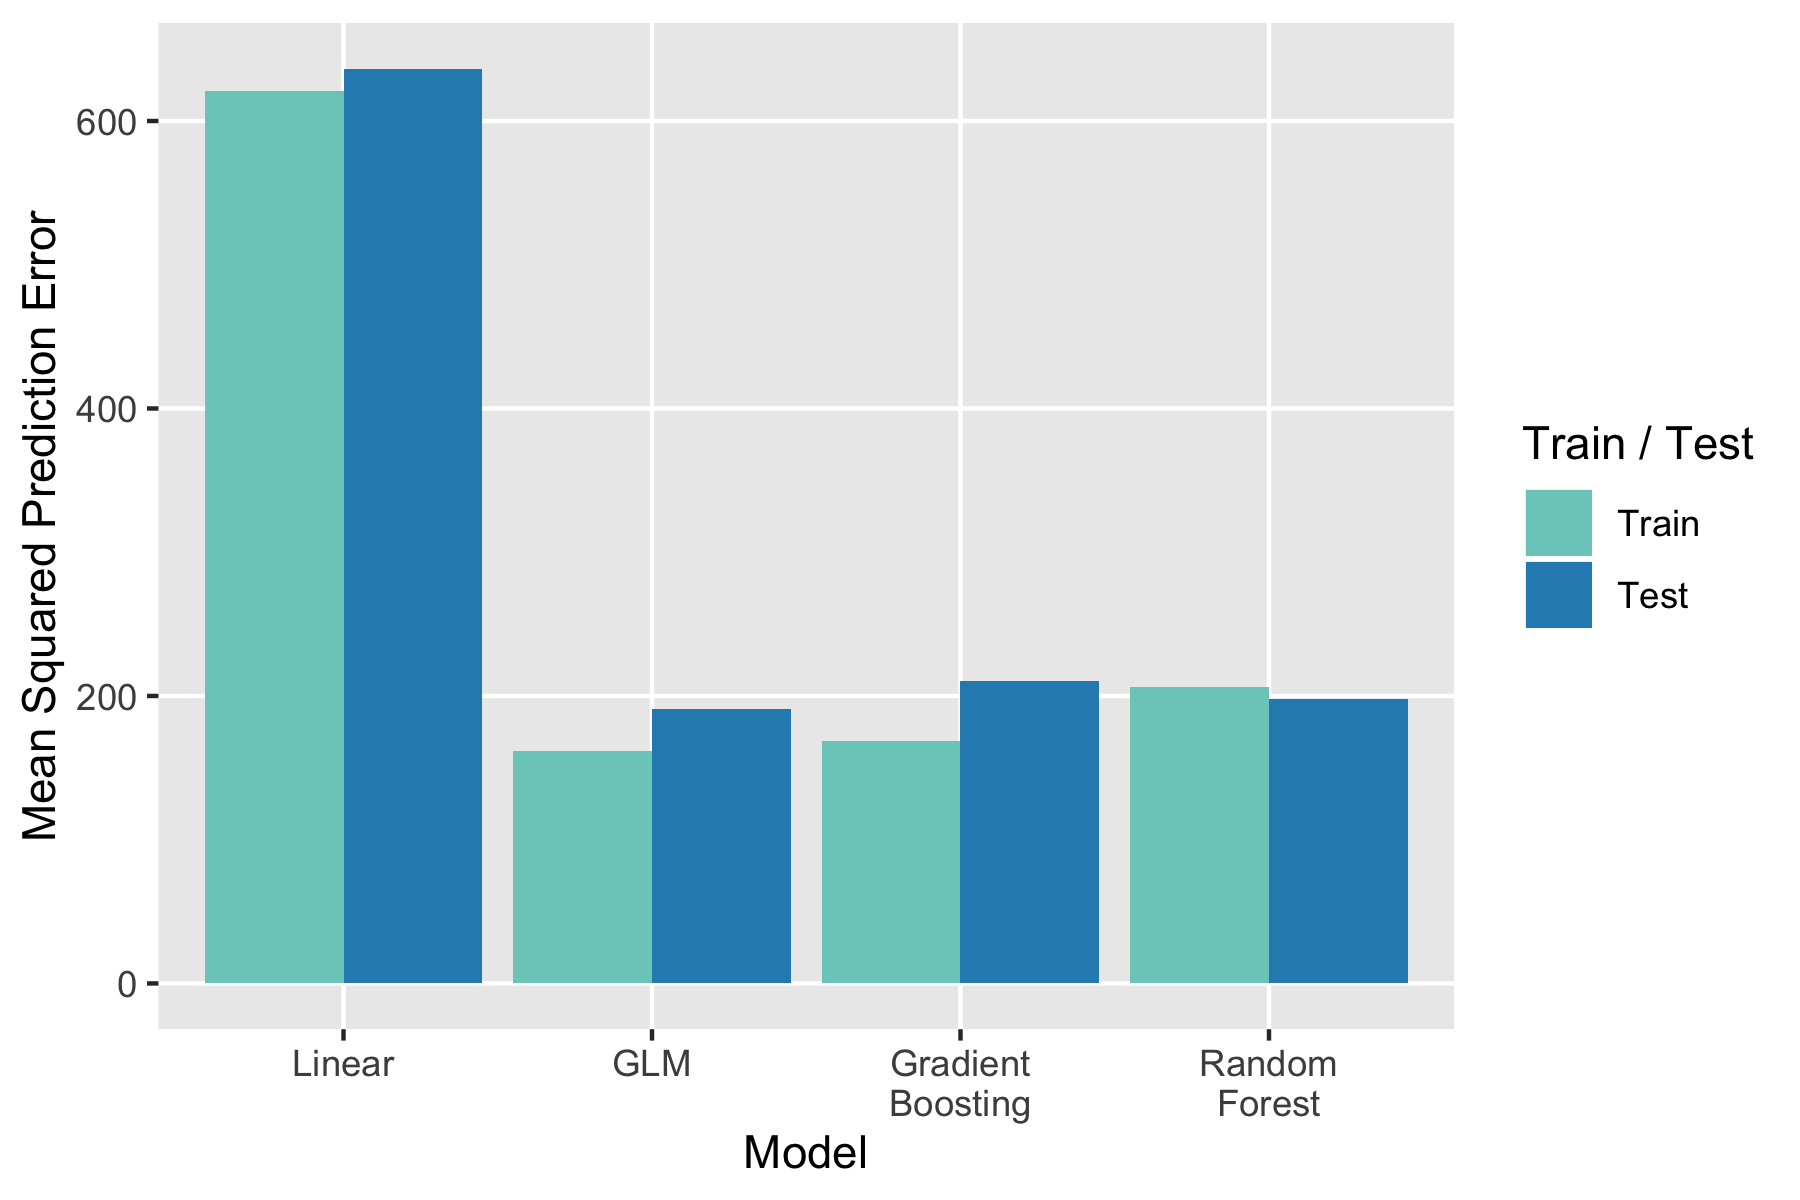 Mean Squared Prediction Error
600
400
200
0
Linear
GLM
Gradient
Boosting
Random
Forest
Model
Train / Test
Train
Test